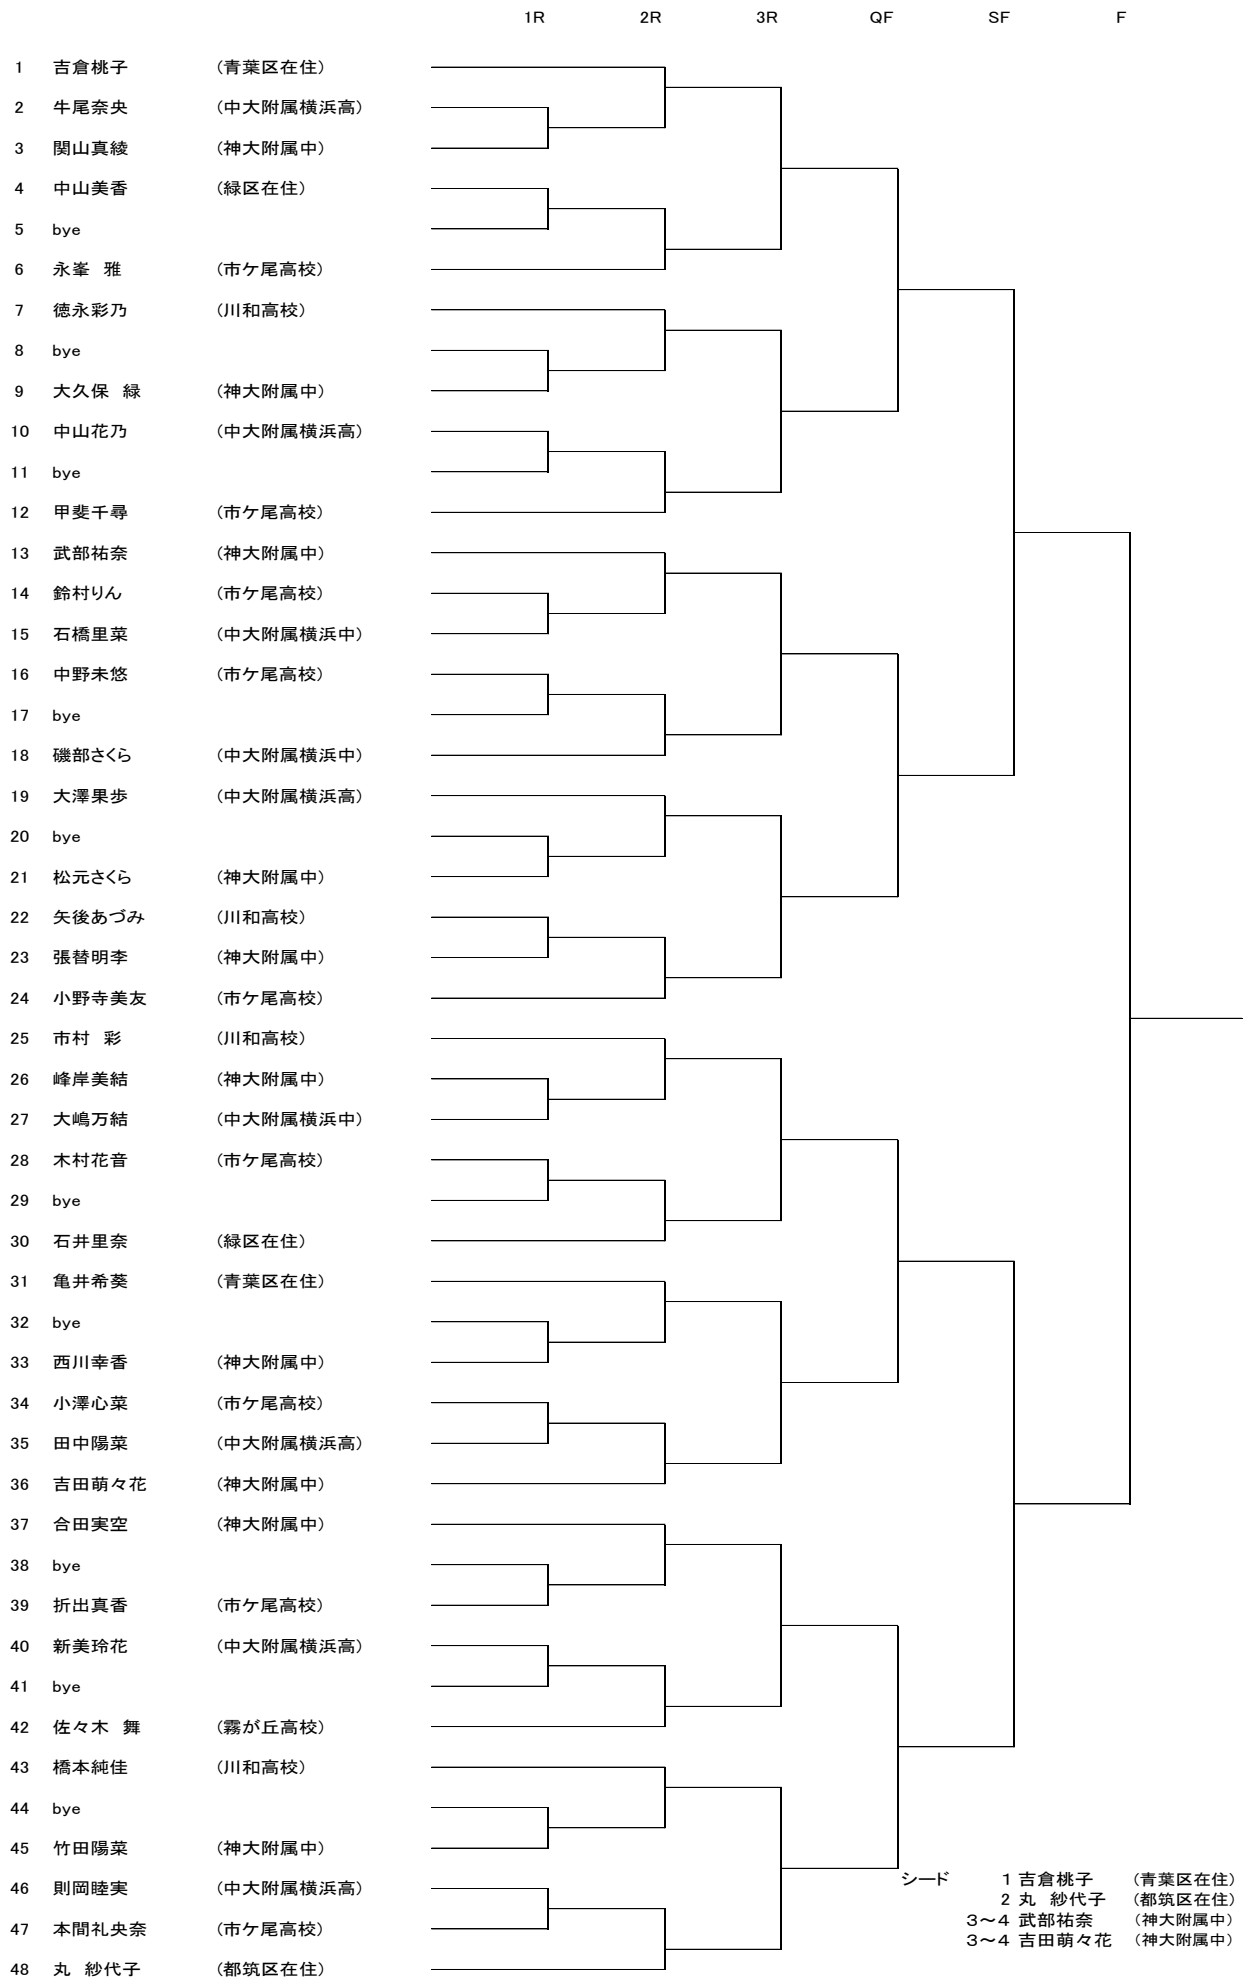 1R 2R 3R QF SF F
1 吉倉桃子 (青葉区在住)
2 牛尾奈央 (中大附属横浜高)
3 関山真綾 (神大附属中)
4 中山美香 (緑区在住)
5 bye
6 永峯 雅 (市ケ尾高校)
7 徳永彩乃 (川和高校)
8 bye
9 大久保 緑 (神大附属中)
10 中山花乃 (中大附属横浜高)
11 bye
12 甲斐千尋 (市ケ尾高校)
13 武部祐奈 (神大附属中)
14 鈴村りん (市ケ尾高校)
15 石橋里菜 (中大附属横浜中)
16 中野未悠 (市ケ尾高校)
17 bye
18 磯部さくら (中大附属横浜中)
19 大澤果歩 (中大附属横浜高)
20 bye
21 松元さくら (神大附属中)
22 矢後あづみ (川和高校)
23 張替明李 (神大附属中)
24 小野寺美友 (市ケ尾高校)
25 市村 彩 (川和高校)
26 峰岸美結 (神大附属中)
27 大嶋万結 (中大附属横浜中)
28 木村花音 (市ケ尾高校)
29 bye
30 石井里奈 (緑区在住)
31 亀井希葵 (青葉区在住)
32 bye
33 西川幸香 (神大附属中)
34 小澤心菜 (市ケ尾高校)
35 田中陽菜 (中大附属横浜高)
36 吉田萌々花 (神大附属中)
37 合田実空 (神大附属中)
38 bye
39 折出真香 (市ケ尾高校)
40 新美玲花 (中大附属横浜高)
41 bye
42 佐々木 舞 (霧が丘高校)
43 橋本純佳 (川和高校)
44 bye
45 竹田陽菜 (神大附属中)
46 則岡睦実 (中大附属横浜高)
47 本間礼央奈 (市ケ尾高校)
48 丸 紗代子 (都筑区在住)
シード 1 吉倉桃子 (青葉区在住)
2 丸 紗代子 (都筑区在住)
3～4 武部祐奈 (神大附属中)
3～4 吉田萌々花 (神大附属中)